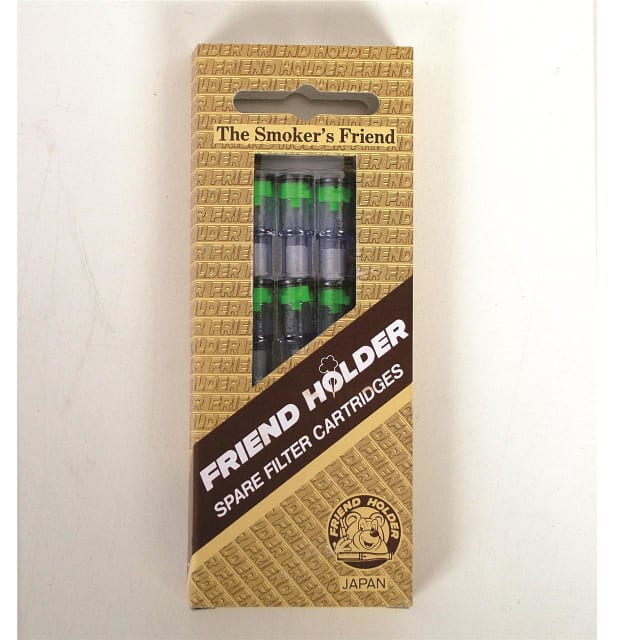 The Smoker's Friend
FRIEND HOLDER
SPARE FILTER CARTRIDGES
FRIEND HOLDER
JAPAN